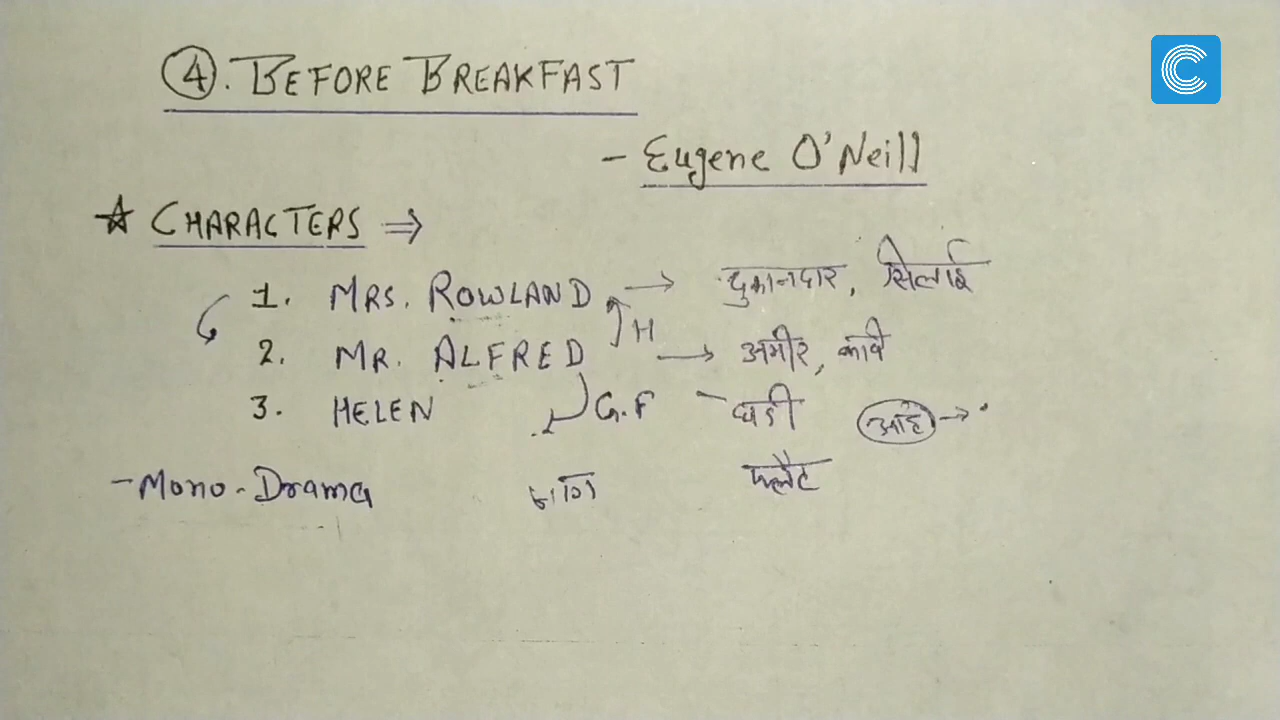 4. BEFORE BREAKFAST
- Eugene O'Neill
☆ CHARACTERS ⇒
1. MRS. ROWLAND → दुकानदार, सिलाई
H
2. MR. ALFRED → अमीर, कवि
3. HELEN G.F - घडी आहे →
- Mono-Drama फ्लैट